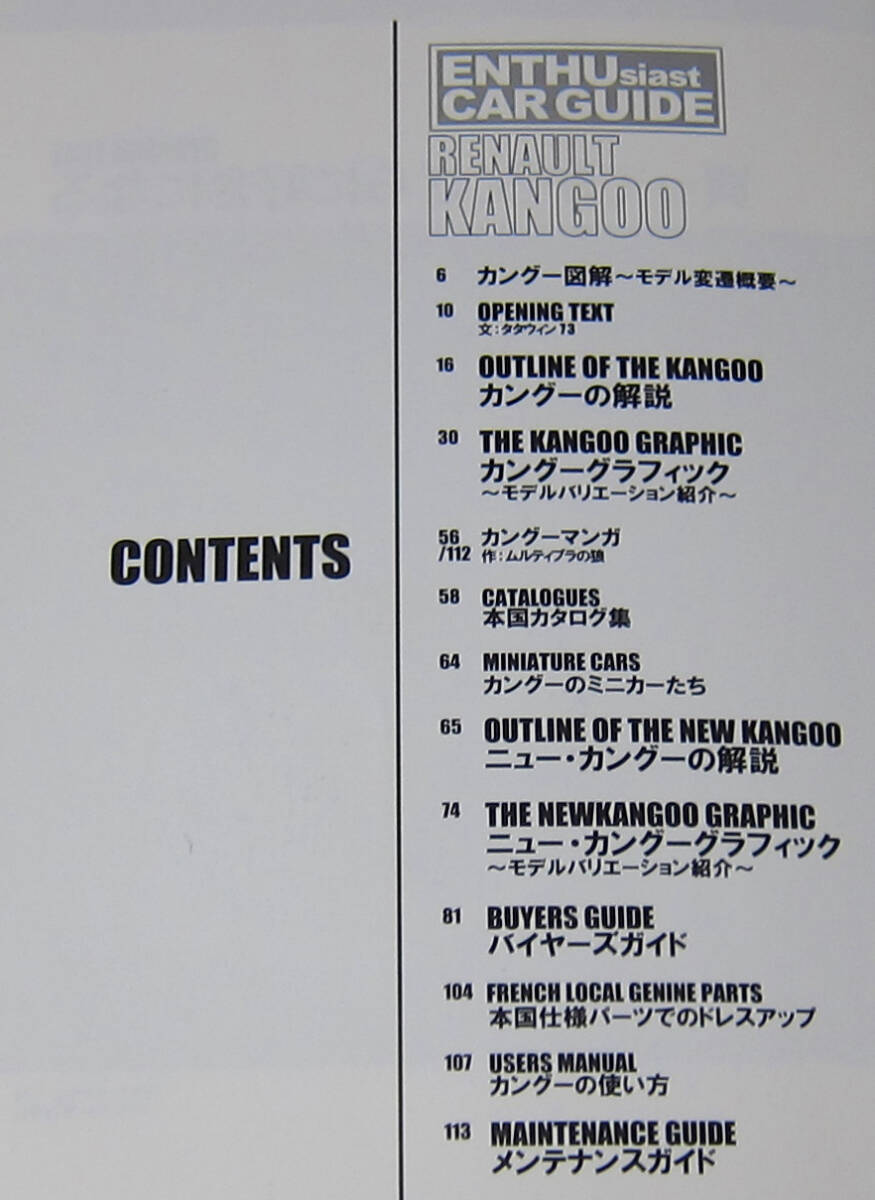 CONTENTS
ENTHUsiast
CAR GUIDE
RENAULT
KANGOO
6 カングー図解～モデル変遷概要～
10 OPENING TEXT
文：タタウィン73
16 OUTLINE OF THE KANGOO
カングーの解説
30 THE KANGOO GRAPHIC
カングーグラフィック
～モデルバリエーション紹介～
56 カングーマンガ
/112 作：ムルティプラの狼
58 CATALOGUES
本国カタログ集
64 MINIATURE CARS
カングーのミニカーたち
65 OUTLINE OF THE NEW KANGOO
ニュー・カングーの解説
74 THE NEWKANGOO GRAPHIC
ニュー・カングーグラフィック
～モデルバリエーション紹介～
81 BUYERS GUIDE
バイヤーズガイド
104 FRENCH LOCAL GENINE PARTS
本国仕様パーツでのドレスアップ
107 USERS MANUAL
カングーの使い方
113 MAINTENANCE GUIDE
メンテナンスガイド